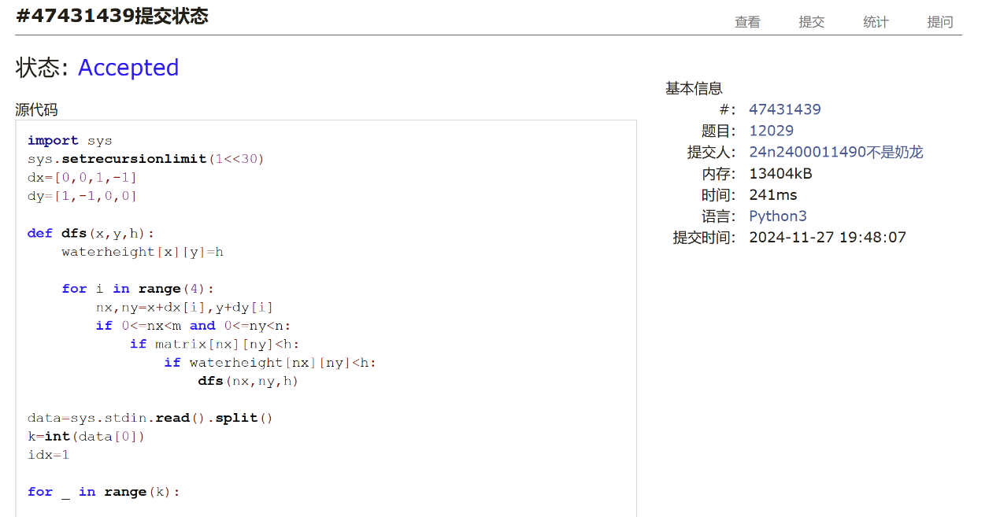 #47431439提交状态
查看 提交 统计 提问
状态: Accepted
源代码
import sys
sys.setrecursionlimit(1<<30)
dx=[0,0,1,-1]
dy=[1,-1,0,0]
def dfs(x,y,h):
    waterheight[x][y]=h
    for i in range(4):
        nx,ny=x+dx[i],y+dy[i]
        if 0<=nx<m and 0<=ny<n:
            if matrix[nx][ny]<h:
                if waterheight[nx][ny]<h:
                    dfs(nx,ny,h)
data=sys.stdin.read().split()
k=int(data[0])
idx=1
for _ in range(k):
基本信息
#: 47431439
题目: 12029
提交人: 24n2400011490不是奶龙
内存: 13404kB
时间: 241ms
语言: Python3
提交时间: 2024-11-27 19:48:07